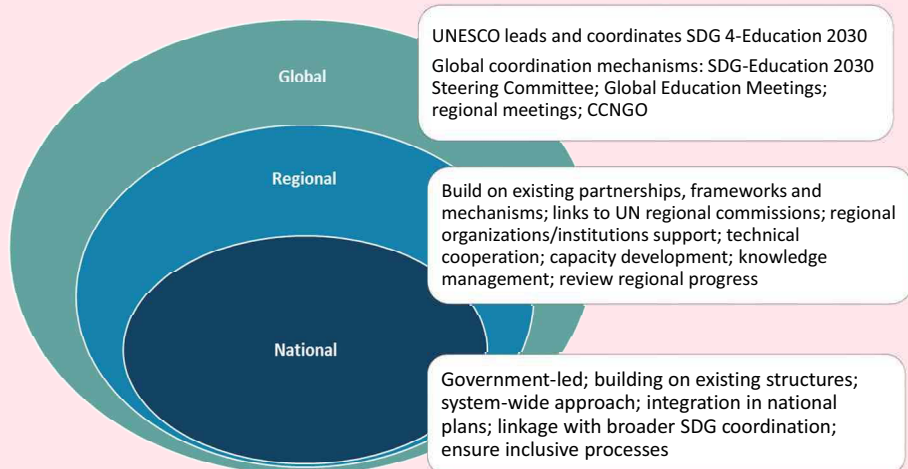 Global
UNESCO leads and coordinates SDG 4-Education 2030
Global coordination mechanisms: SDG-Education 2030
Steering Committee; Global Education Meetings;
regional meetings; CCNGO
Regional
Build on existing partnerships, frameworks and
mechanisms; links to UN regional commissions; regional
organizations/institutions support; technical
cooperation; capacity development; knowledge
management; review regional progress
National
Government-led; building on existing structures;
system-wide approach; integration in national
plans; linkage with broader SDG coordination;
ensure inclusive processes